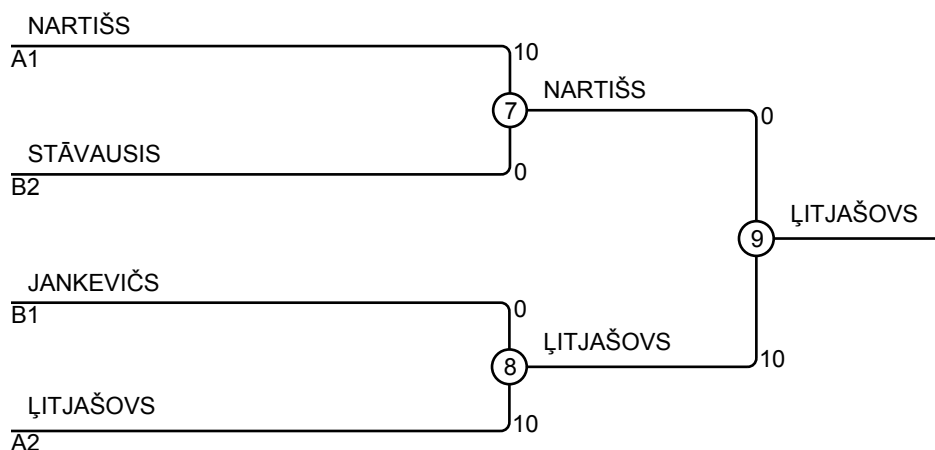 NARTIŠS
A1
10
7
NARTIŠS
0
STĀVAUSIS
B2
0
9
ĻITJAŠOVS
JANKEVIČS
B1
0
8
ĻITJAŠOVS
10
ĻITJAŠOVS
A2
10